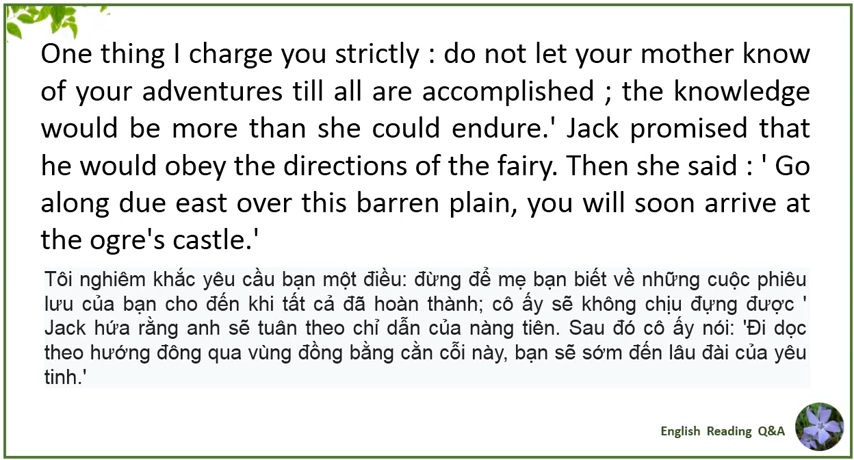 One thing I charge you strictly : do not let your mother know
of your adventures till all are accomplished ; the knowledge
would be more than she could endure.' Jack promised that
he would obey the directions of the fairy. Then she said : ' Go
along due east over this barren plain, you will soon arrive at
the ogre's castle.'
Tôi nghiêm khắc yêu cầu bạn một điều: đừng để mẹ bạn biết về những cuộc phiêu
lưu của bạn cho đến khi tất cả đã hoàn thành; cô ấy sẽ không chịu đựng được '
Jack hứa rằng anh sẽ tuân theo chỉ dẫn của nàng tiên. Sau đó cô ấy nói: 'Đi dọc
theo hướng đông qua vùng đồng bằng cằn cỗi này, bạn sẽ sớm đến lâu đài của yêu
tinh.'
English Reading Q&A